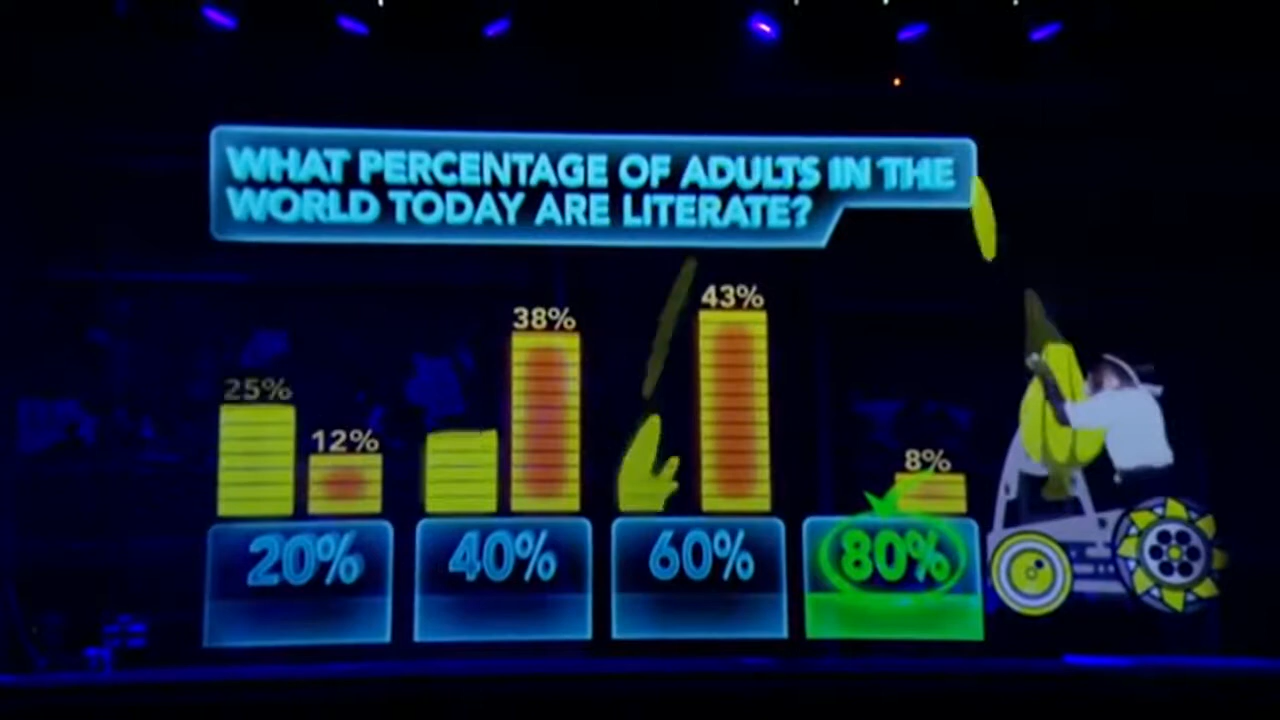 WHAT PERCENTAGE OF ADULTS IN THE
WORLD TODAY ARE LITERATE?
43%
38%
25%
12%
8%
20% 40% 60% 80%